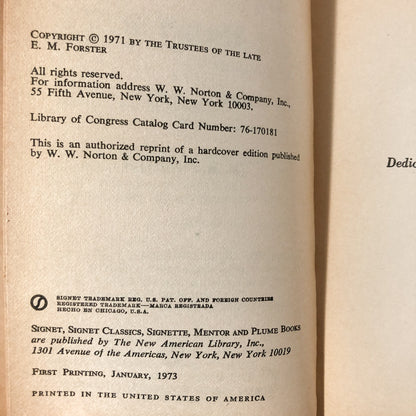 COPYRIGHT © 1971 BY THE TRUSTEES OF THE LATE
E. M. FORSTER
All rights reserved.
For information address W. W. Norton & Company, Inc.,
55 Fifth Avenue, New York, New York 10003.
Library of Congress Catalog Card Number: 76-170181
This is an authorized reprint of a hardcover edition published
by W. W. Norton & Company, Inc.
SIGNET TRADEMARK REG. U.S. PAT. OFF. AND FOREIGN COUNTRIES
REGISTERED TRADEMARK—MARCA REGISTRADA
HECHO EN CHICAGO, U.S.A.
SIGNET, SIGNET CLASSICS, SIGNETTE, MENTOR AND PLUME BOOKS
are published by The New American Library, Inc.,
1301 Avenue of the Americas, New York, New York 10019
FIRST PRINTING, JANUARY, 1973
PRINTED IN THE UNITED STATES OF AMERICA
Dedic